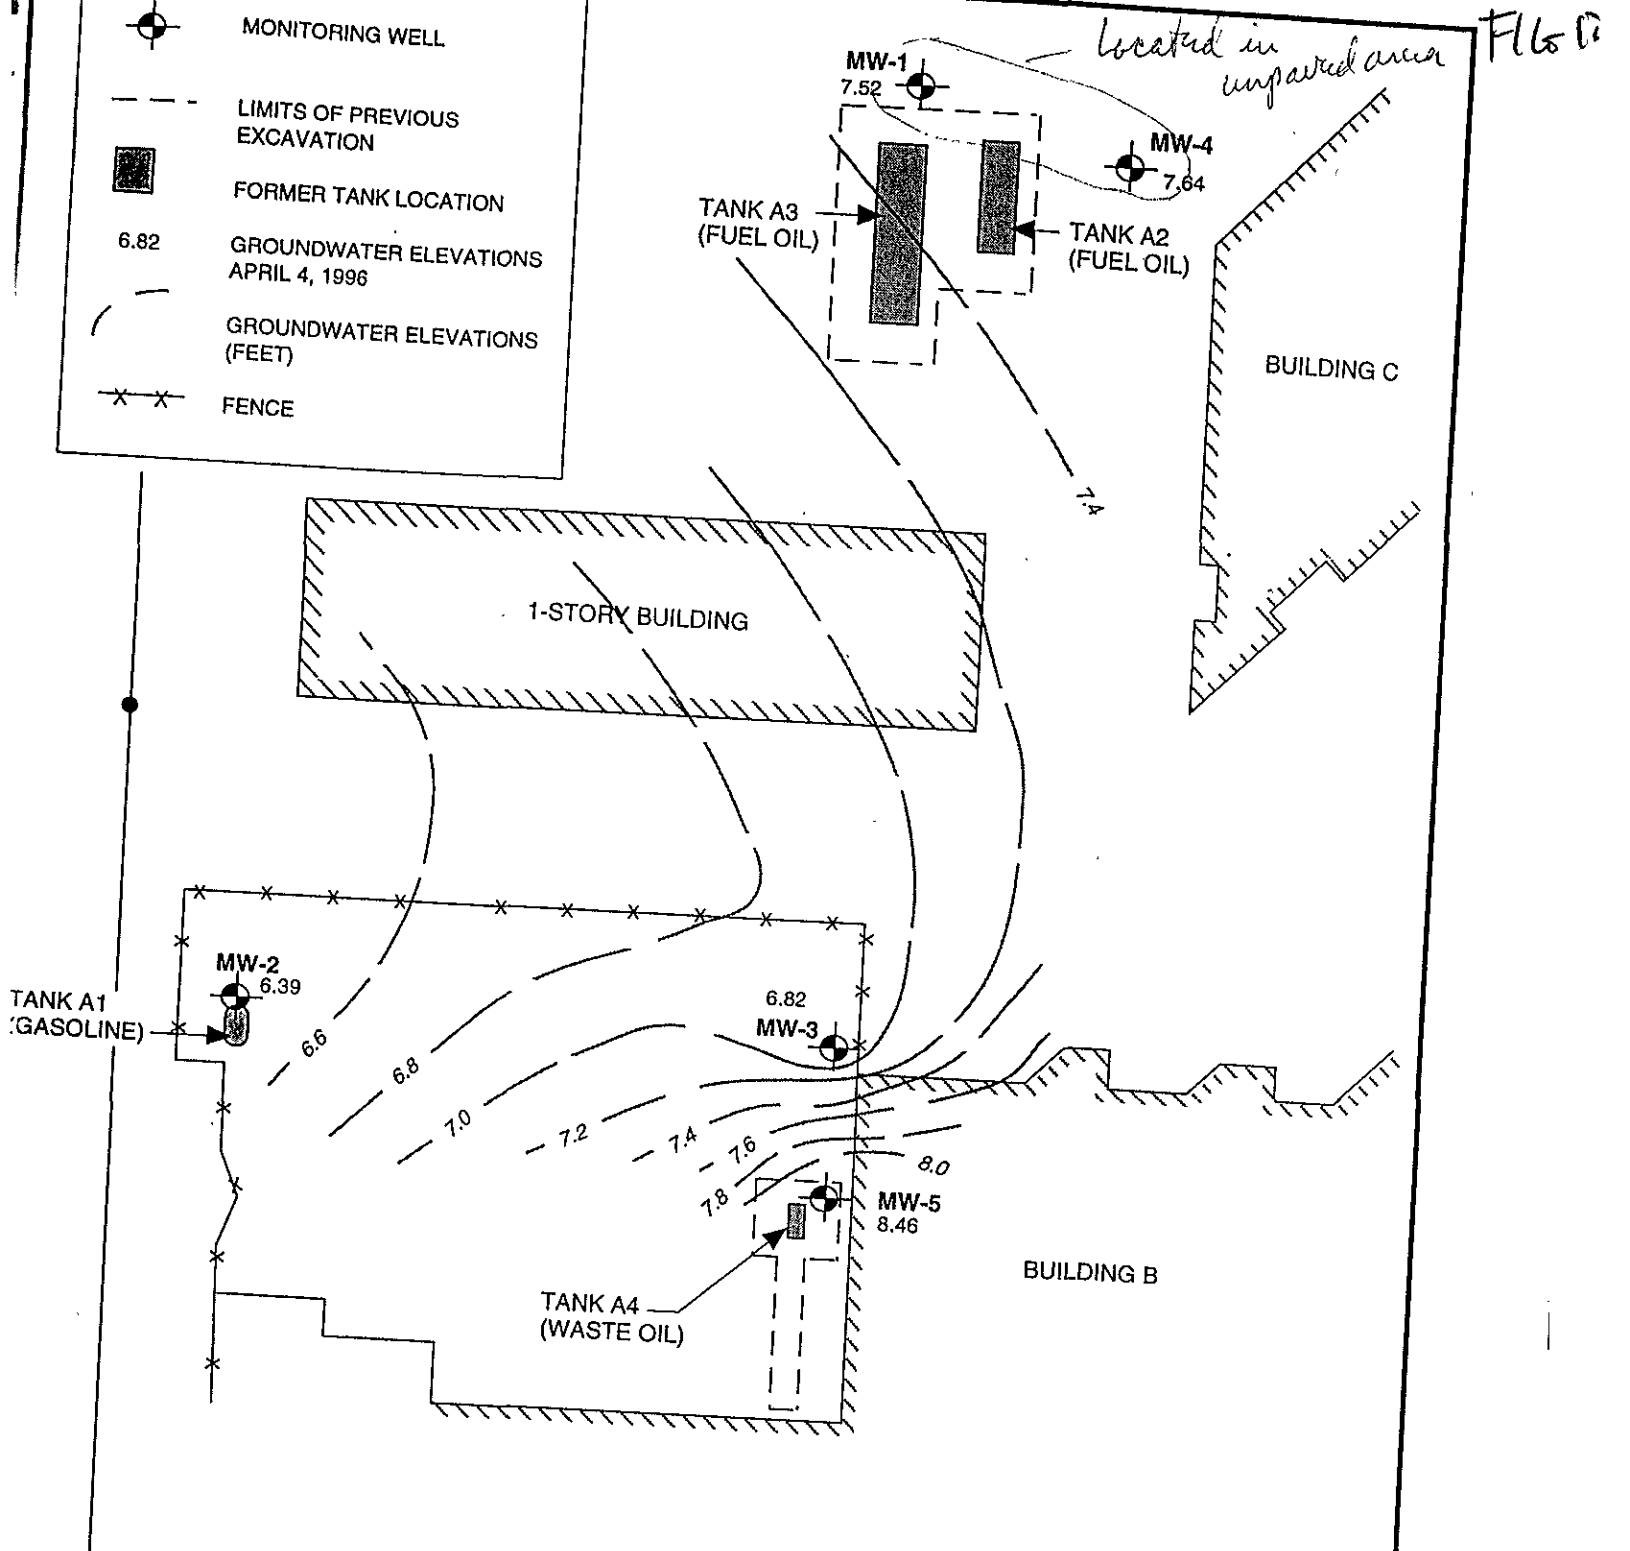 MONITORING WELL
LIMITS OF PREVIOUS
EXCAVATION
FORMER TANK LOCATION
6.82
GROUNDWATER ELEVATIONS
APRIL 4, 1996
GROUNDWATER ELEVATIONS
(FEET)
FENCE
Located in
unpaved area
MW-1
7.52
MW-4
7.64
TANK A3
(FUEL OIL)
TANK A2
(FUEL OIL)
BUILDING C
7.4
1-STORY BUILDING
MW-2
6.39
TANK A1
(GASOLINE)
6.82
MW-3
6.6
6.8
7.0
7.2
7.4
7.6
7.8
8.0
MW-5
8.46
TANK A4
(WASTE OIL)
BUILDING B